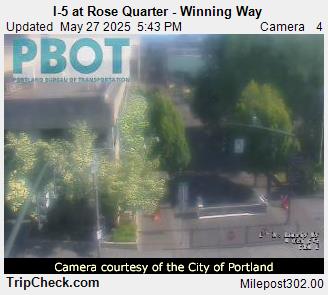 I-5 at Rose Quarter - Winning Way
Updated May 27 2025 5:43 PM Camera 4
PBOT
PORTLAND BUREAU OF TRANSPORTATION
Camera courtesy of the City of Portland
TripCheck.com Milepost302.00